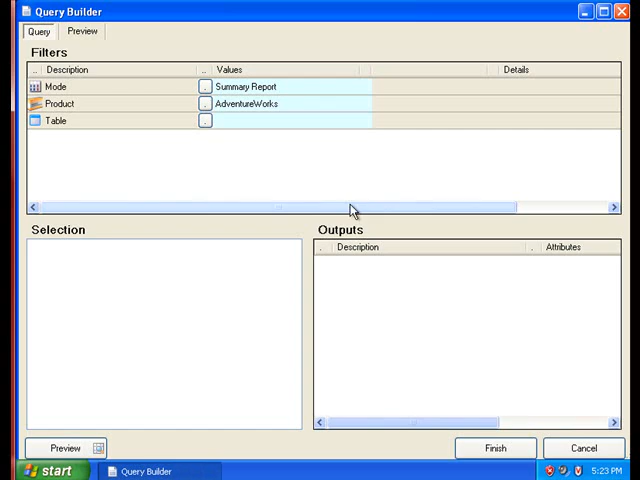 Query Builder
Query Preview
Filters
.. Description .. Values Details
Mode . Summary Report
Product . AdventureWorks
Table .
Selection Outputs
. Description . Attributes
Preview Finish Cancel
start Query Builder 5:23 PM